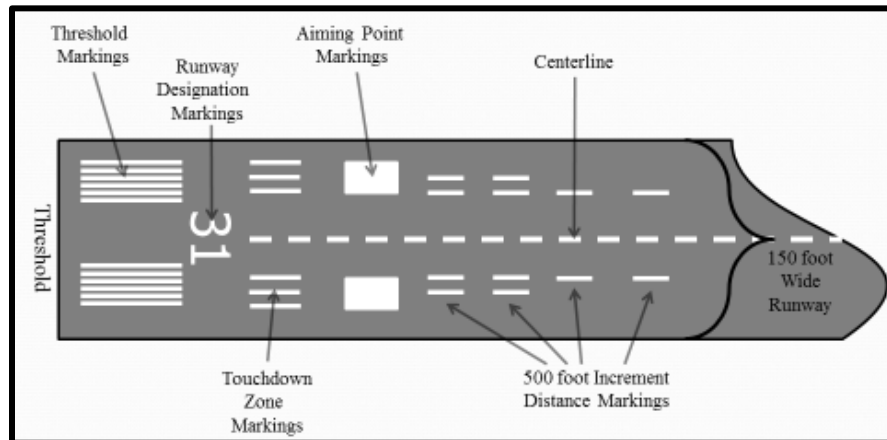 Threshold
Markings
Runway
Designation
Markings
Aiming Point
Markings
Centerline
Threshold
31
150 foot
Wide
Runway
Touchdown
Zone
Markings
500 foot Increment
Distance Markings